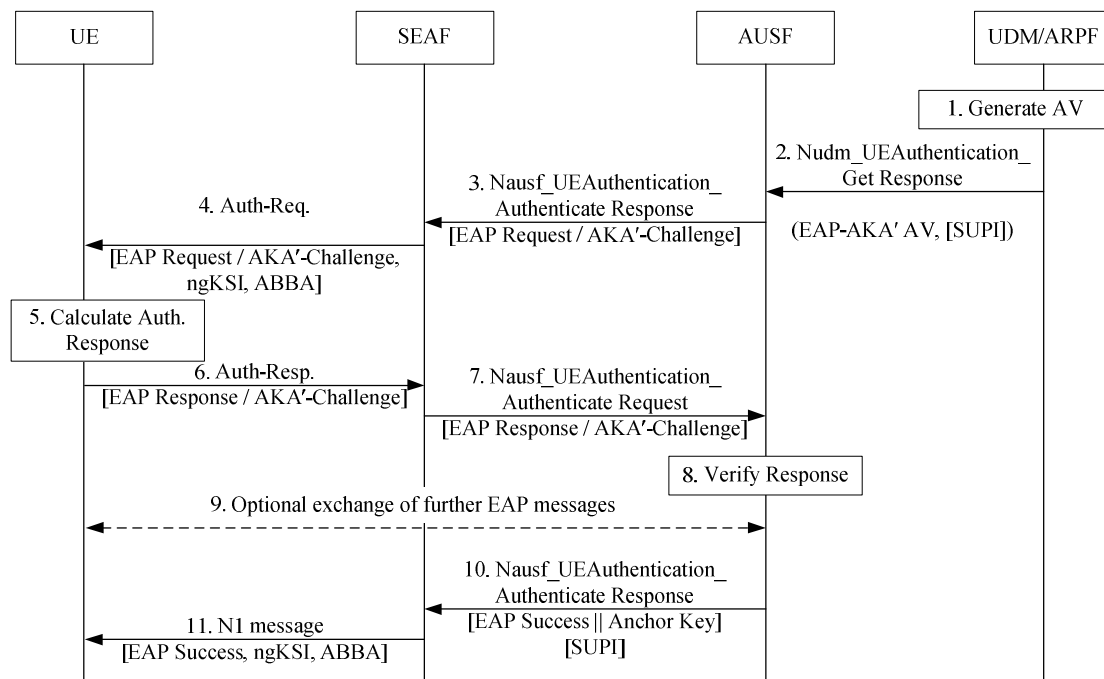 UE
SEAF
AUSF
UDM/ARPF
1. Generate AV
2. Nudm_UEAuthentication_
Get Response
(EAP-AKA′ AV, [SUPI])
3. Nausf_UEAuthentication_
Authenticate Response
[EAP Request / AKA′-Challenge]
4. Auth-Req.
[EAP Request / AKA′-Challenge,
ngKSI, ABBA]
5. Calculate Auth.
Response
6. Auth-Resp.
[EAP Response / AKA′-Challenge]
7. Nausf_UEAuthentication_
Authenticate Request
[EAP Response / AKA′-Challenge]
8. Verify Response
9. Optional exchange of further EAP messages
10. Nausf_UEAuthentication_
Authenticate Response
[EAP Success || Anchor Key]
[SUPI]
11. N1 message
[EAP Success, ngKSI, ABBA]